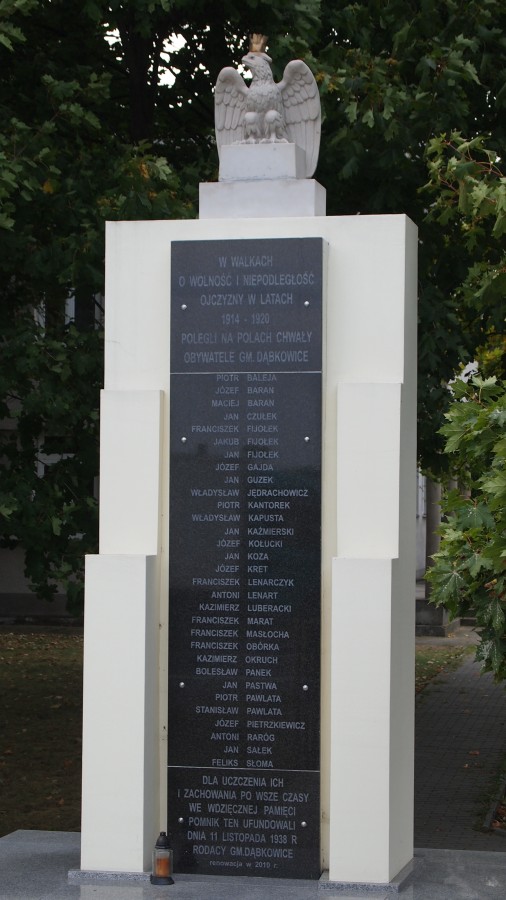 W WALKACH
O WOLNOŚĆ I NIEPODLEGŁOŚĆ
OJCZYZNY W LATACH
1914 - 1920
POLEGLI NA POLACH CHWAŁY
OBYWATELE GM. DĄBKOWICE
PIOTR BALEJA
JÓZEF BARAN
MACIEJ BARAN
JAN CZUŁEK
FRANCISZEK FIJOŁEK
JAKUB FIJOŁEK
JAN FIJOŁEK
JÓZEF GAJDA
JAN GUZEK
WŁADYSŁAW JĘDRACHOWICZ
PIOTR KANTOREK
WŁADYSŁAW KAPUSTA
JAN KAŹMIERSKI
JÓZEF KOŁUCKI
JAN KOZA
JÓZEF KRET
FRANCISZEK LENARCZYK
ANTONI LENART
KAZIMIERZ LUBERACKI
FRANCISZEK MARAT
FRANCISZEK MASŁOCHA
FRANCISZEK OBÓRKA
KAZIMIERZ OKRUCH
BOLESŁAW PANEK
JAN PASTWA
PIOTR PAWLATA
STANISŁAW PAWLATA
JÓZEF PIETRZKIEWICZ
ANTONI RARÓG
JAN SAŁEK
FELIKS SŁOMA
DLA UCZCZENIA ICH
I ZACHOWANIA PO WSZE CZASY
WE WDZIĘCZNEJ PAMIĘCI
POMNIK TEN UFUNDOWALI
DNIA 11 LISTOPADA 1938 R
RODACY GM.DĄBKOWICE
renowacja w 2010 r.